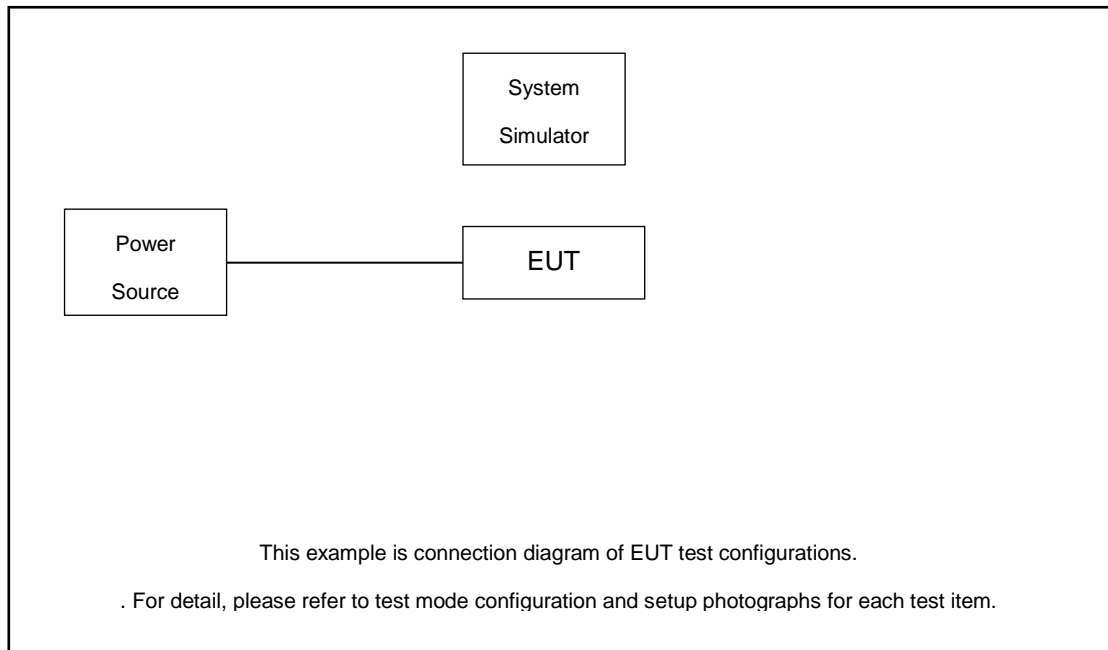 System
Simulator
Power
Source
EUT
This example is connection diagram of EUT test configurations.
. For detail, please refer to test mode configuration and setup photographs for each test item.